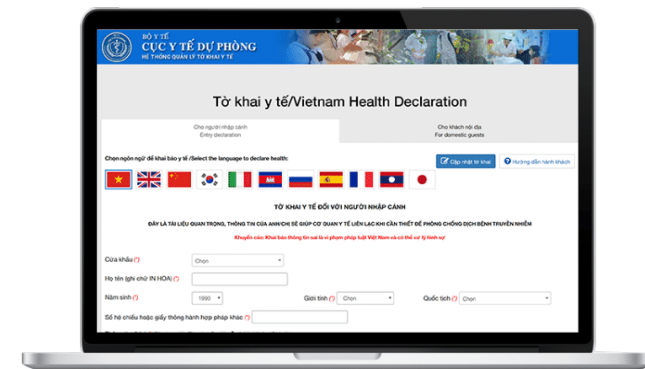 BỘ Y TẾ
CỤC Y TẾ DỰ PHÒNG
HỆ THỐNG QUẢN LÝ TỜ KHAI Y TẾ
Tờ khai y tế/Vietnam Health Declaration
Cho người nhập cảnh
Entry declaration
Cho khách nội địa
For domestic guests
Chọn ngôn ngữ để khai báo y tế /Select the language to declare health:
Cập nhật tờ khai
Hướng dẫn hành khách
TỜ KHAI Y TẾ ĐỐI VỚI NGƯỜI NHẬP CẢNH
ĐÂY LÀ TÀI LIỆU QUAN TRỌNG, THÔNG TIN CỦA ANH/CHỊ SẼ GIÚP CƠ QUAN Y TẾ LIÊN LẠC KHI CẦN THIẾT ĐỂ PHÒNG CHỐNG DỊCH BỆNH TRUYỀN NHIỄM
Khuyến cáo: Khai báo thông tin sai là vi phạm pháp luật Việt Nam và có thể xử lý hình sự
Cửa khẩu (*) Chọn
Họ tên (ghi chữ IN HOA) (*)
Năm sinh (*) 1990 Giới tính (*) Chọn Quốc tịch (*) Chọn
Số hộ chiếu hoặc giấy thông hành hợp pháp khác (*)